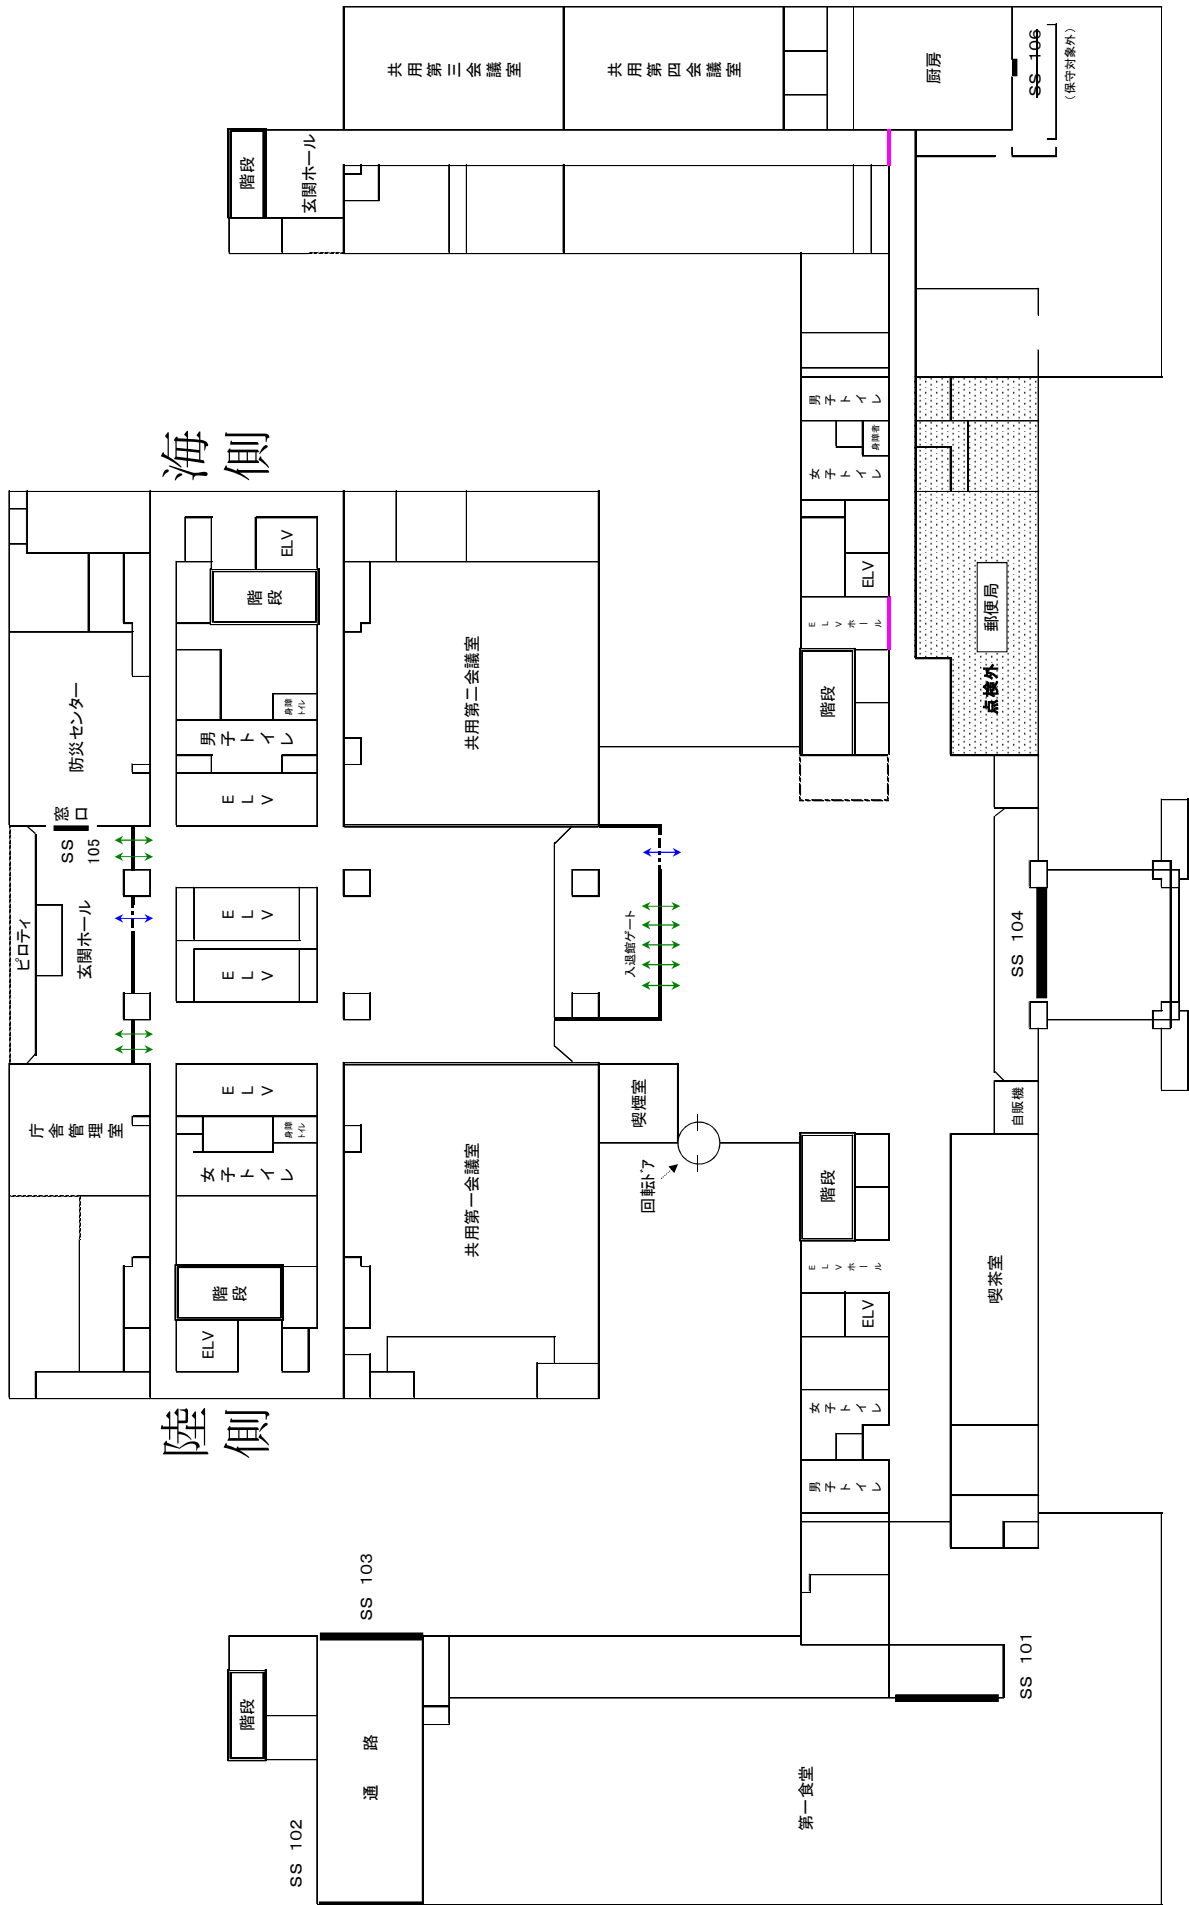 共用第三会議室
共用第四会議室
厨房
SS 106
（保守対象外）
階段
玄関ホール
海側
男子トイレ
身障者
女子トイレ
ELV
ELVホール
階段
郵便局
点検外
ELV
階段
身障トイレ
男子トイレ
ELV
防災センター
窓口
SS 105
共用第二会議室
ピロティ
玄関ホール
ELV
ELV
入退館ゲート
SS 104
庁舎管理室
ELV
身障トイレ
女子トイレ
階段
ELV
共用第一会議室
喫煙室
回転ドア
自販機
階段
ELVホール
ELV
女子トイレ
男子トイレ
喫茶室
陸側
SS 103
階段
通路
SS 102
SS 101
第一食堂